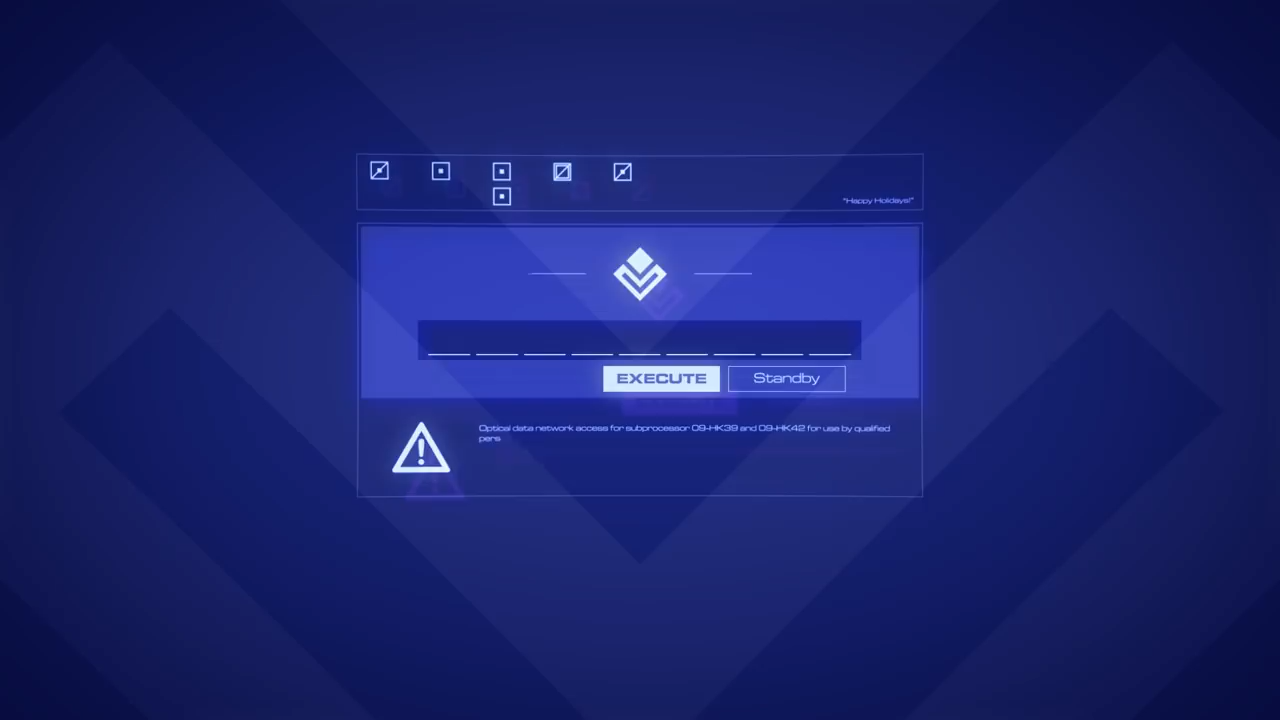 "Happy Holidays!"
EXECUTE
Standby
Optical data network access for subprocessor 09-HK39 and 09-HK42 for use by qualified
pers